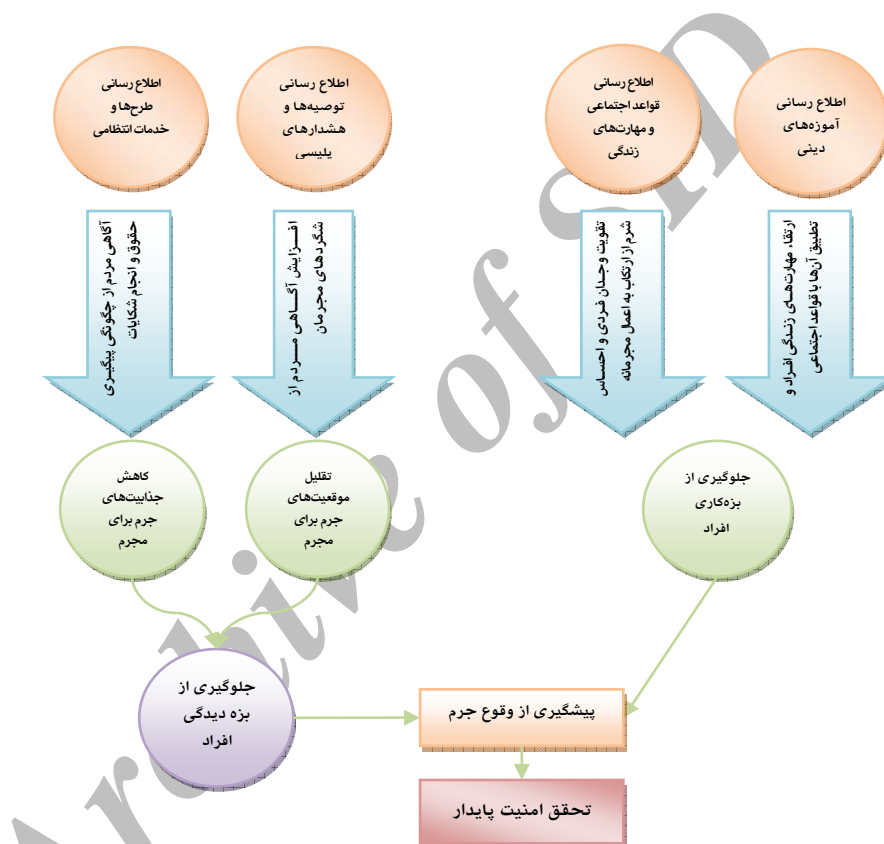 اطلاع رسانی
آموزه‌های
دینی
اطلاع رسانی
قواعد اجتماعی
و مهارت‌های
زندگی
اطلاع رسانی
توصیه‌ها و
هشدارهای
پلیسی
اطلاع رسانی
طرح‌ها و
خدمات انتظامی
ارتقاء مهارت‌های زندگی افراد و
تطبیق آن‌ها با قواعد اجتماعی
تقویت وجدان فردی و احساس
شرم از ارتکاب به اعمال مجرمانه
افزایش آگاهی مردم از
شگردهای مجرمان
آگاهی مردم از چگونگی پیگیری
حقوق و انجام شکایات
جلوگیری از
بزه‌کاری
افراد
تقلیل
موقعیت‌های
جرم برای
مجرم
کاهش
جذابیت‌های
جرم برای
مجرم
جلوگیری از
بزه دیدگی
افراد
پیشگیری از وقوع جرم
تحقق امنیت پایدار
Archive of SID